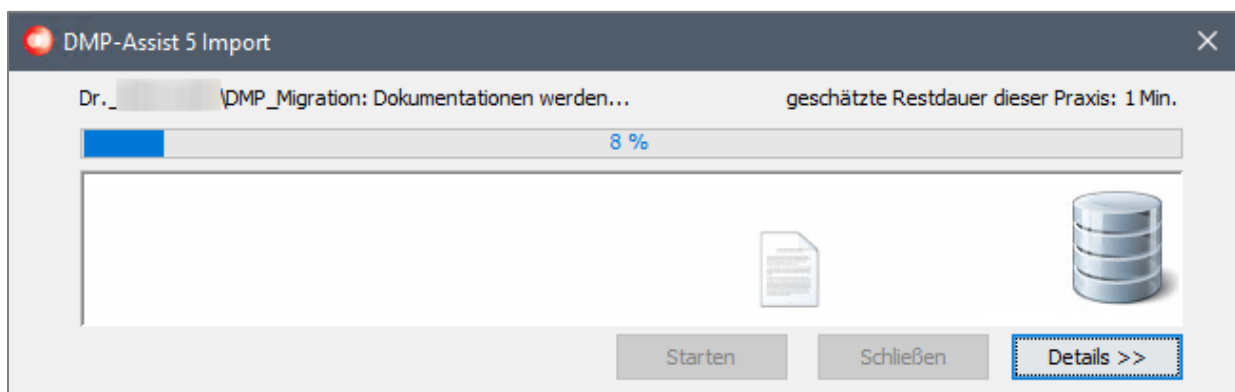 DMP-Assist 5 Import
Dr._ \DMP_Migration: Dokumentationen werden... geschätzte Restdauer dieser Praxis: 1 Min.
8 %
Starten Schließen Details >>